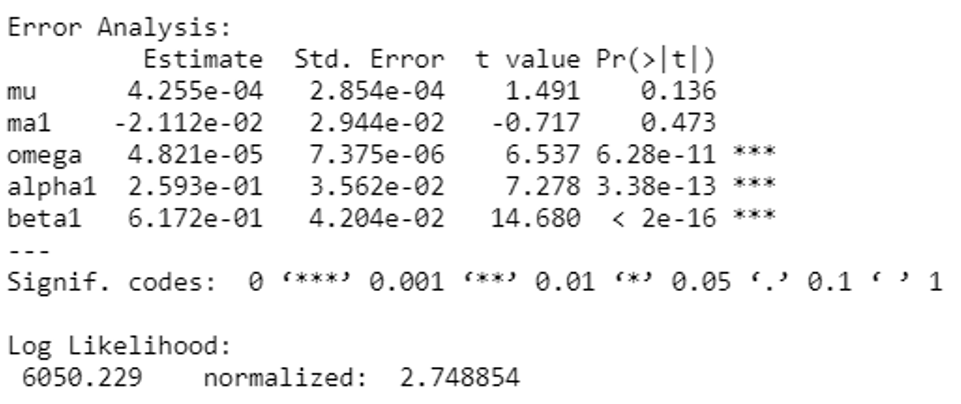 Error Analysis:
Estimate Std. Error t value Pr(>|t|)
mu 4.255e-04 2.854e-04 1.491 0.136
ma1 -2.112e-02 2.944e-02 -0.717 0.473
omega 4.821e-05 7.375e-06 6.537 6.28e-11 ***
alpha1 2.593e-01 3.562e-02 7.278 3.38e-13 ***
beta1 6.172e-01 4.204e-02 14.680 < 2e-16 ***
---
Signif. codes: 0 ‘***’ 0.001 ‘**’ 0.01 ‘*’ 0.05 ‘.’ 0.1 ‘ ’ 1
Log Likelihood:
6050.229 normalized: 2.748854